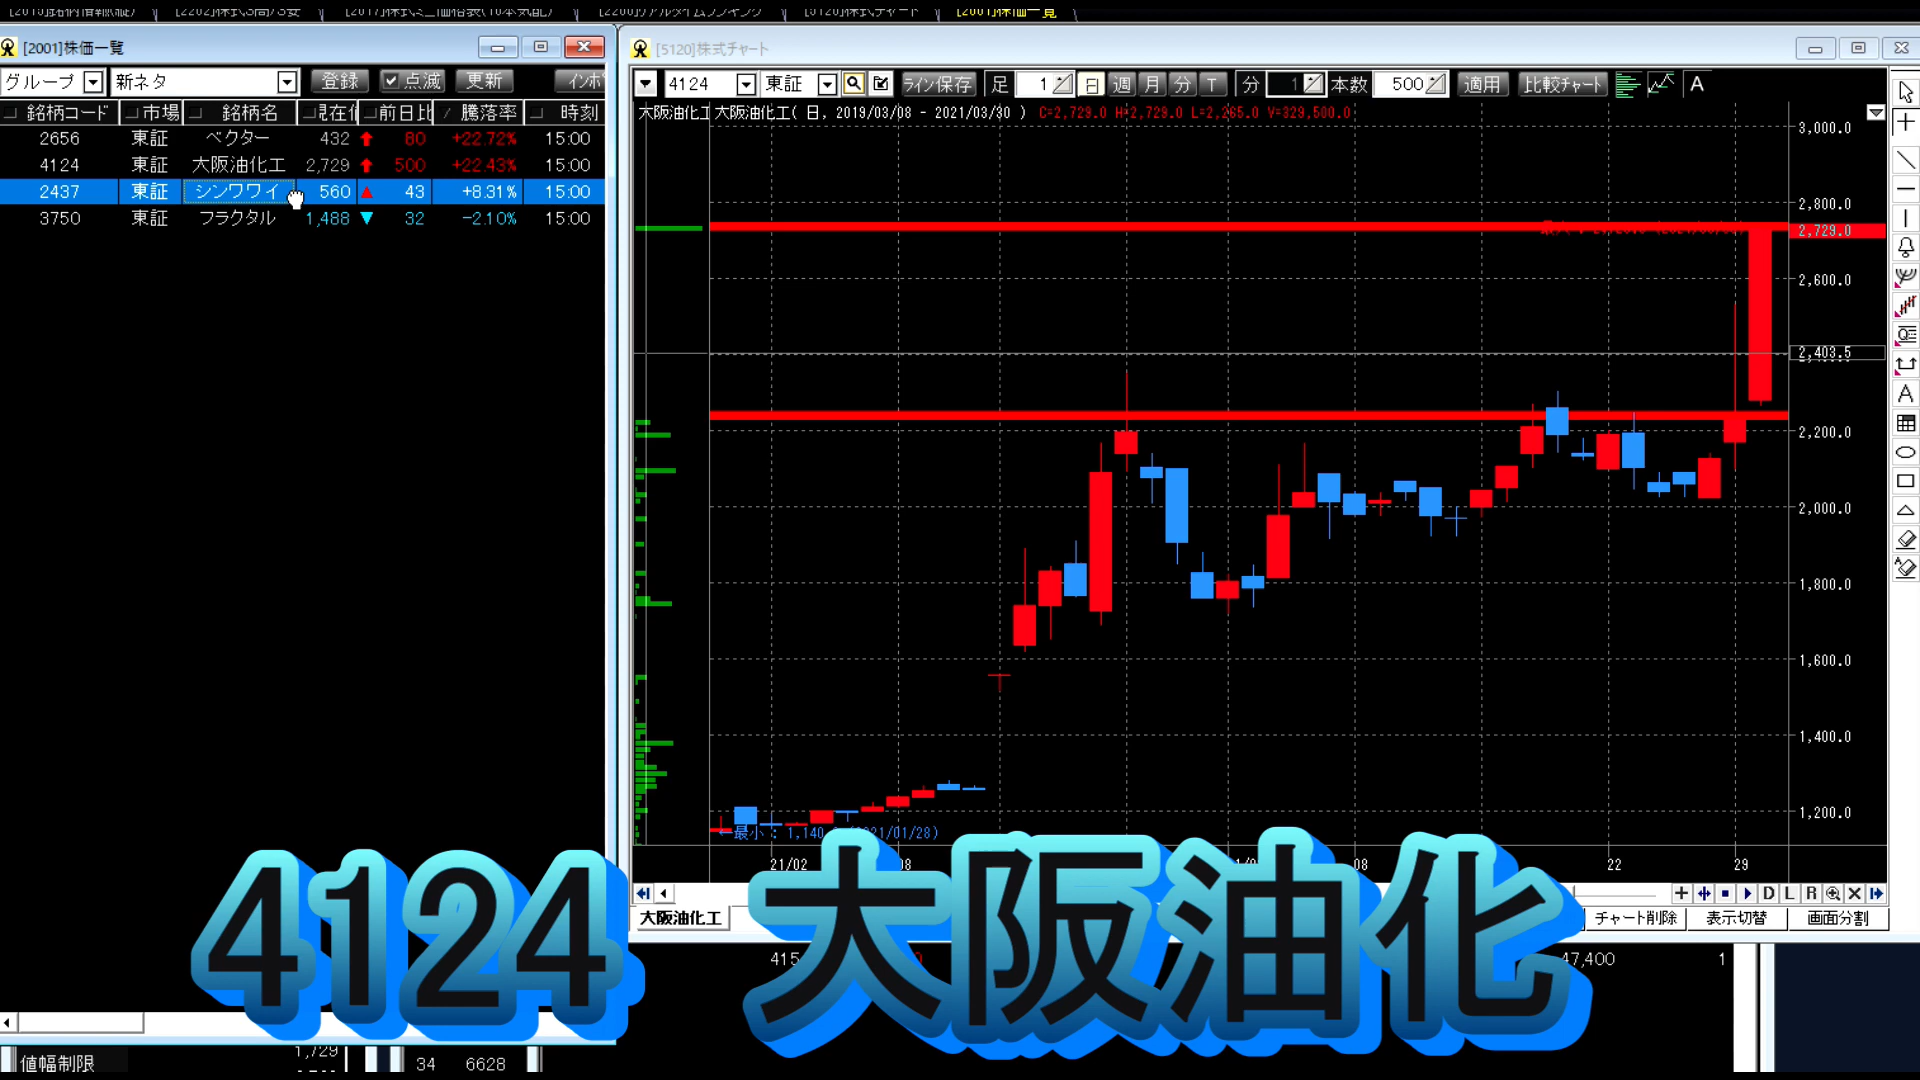 [2001]株価一覧
グループ 新ネタ 登録 点滅 更新
銘柄コード 市場 銘柄名 前日比 騰落率 時刻
2656 東証 ベクター 432 80 +22.72% 15:00
4124 東証 大阪油化工 2,729 500 +22.43% 15:00
2437 東証 シンワワイ 560 43 +8.31% 15:00
3750 東証 フラクタル 1,488 32 -2.10% 15:00
[5120]株式チャート
4124 東証 ライン保存 足 1 日 週 月 分 T 分 1 本数 500 適用 比較チャート A
大阪油化工 大阪油化工( 日, 2019/03/08 - 2021/03/30 ) C=2,729.0 H=2,729.0 L=2,265.0 V=329,500.0
3,000.0
2,800.0
2,729.0
2,600.0
2,403.5
2,200.0
2,000.0
1,800.0
1,600.0
1,400.0
1,200.0
21/02
22
29
D L R
大阪油化工
チャート削除 表示切替 画面分割
4124 大阪油化
47,400 1
値幅制限
34 6628